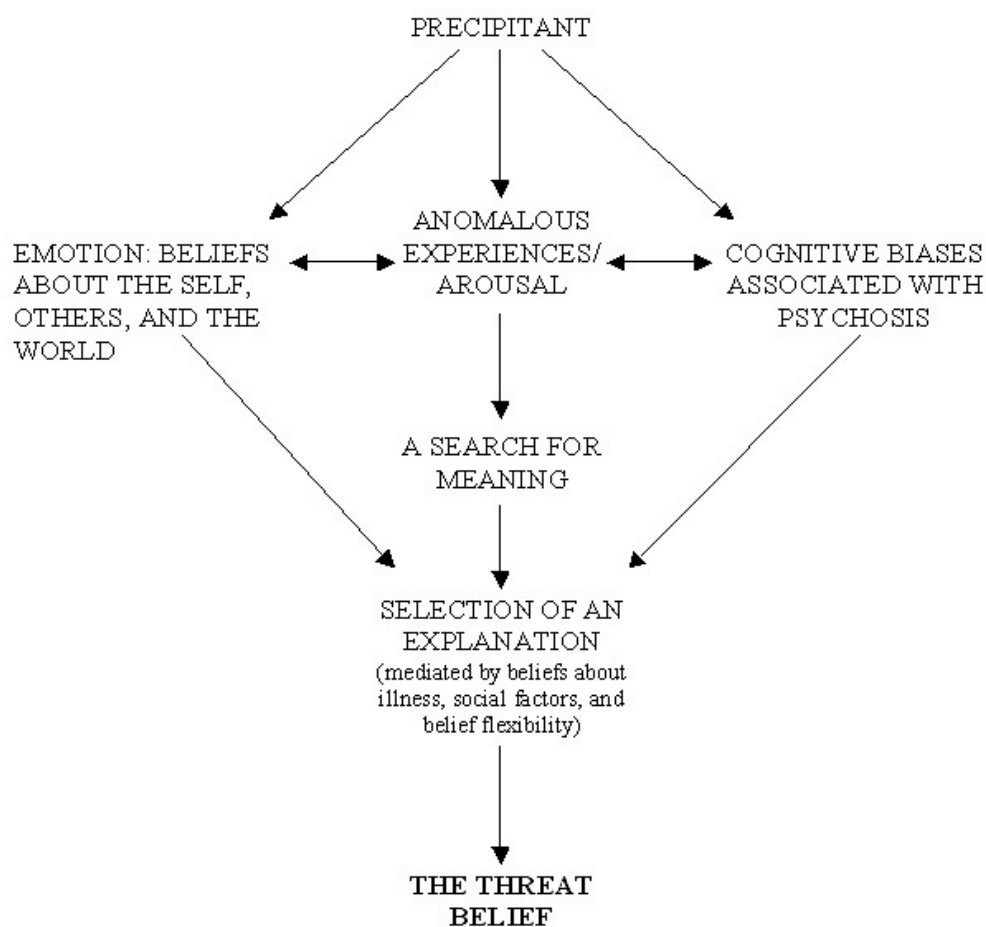 PRECIPITANT
EMOTION: BELIEFS
ABOUT THE SELF,
OTHERS, AND THE
WORLD
ANOMALOUS
EXPERIENCES/
AROUSAL
COGNITIVE BIASES
ASSOCIATED WITH
PSYCHOSIS
A SEARCH FOR
MEANING
SELECTION OF AN
EXPLANATION
(mediated by beliefs about
illness, social factors, and
belief flexibility)
THE THREAT
BELIEF